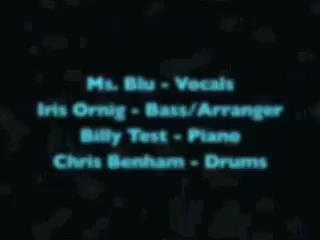 Ms. Blu - Vocals
Iris Ornig - Bass/Arranger
Billy Test - Piano
Chris Benham - Drums